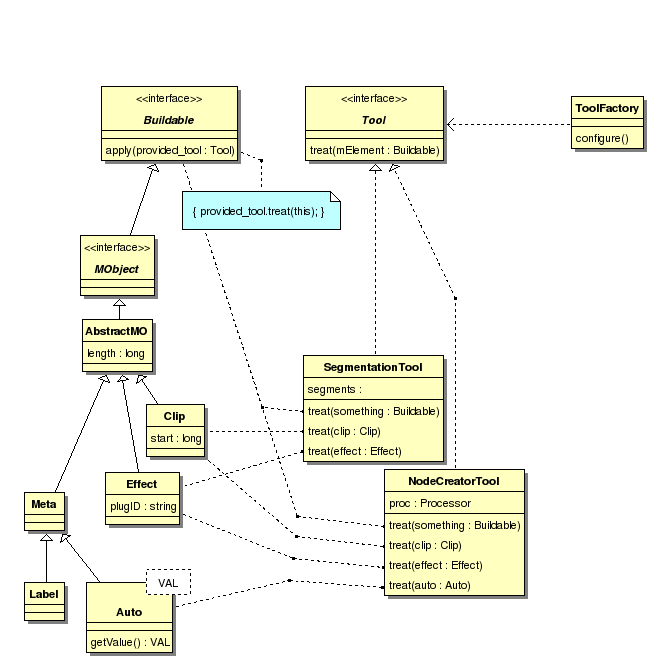 <<interface>>
Buildable
apply(provided_tool : Tool)
<<interface>>
Tool
treat(mElement : Buildable)
ToolFactory
configure()
{ provided_tool.treat(this); }
<<interface>>
MObject
AbstractMO
length : long
SegmentationTool
segments :
treat(something : Buildable)
treat(clip : Clip)
treat(effect : Effect)
Clip
start : long
Effect
plugID : string
NodeCreatorTool
proc : Processor
treat(something : Buildable)
treat(clip : Clip)
treat(effect : Effect)
treat(auto : Auto)
Meta
Label
VAL
Auto
getValue() : VAL